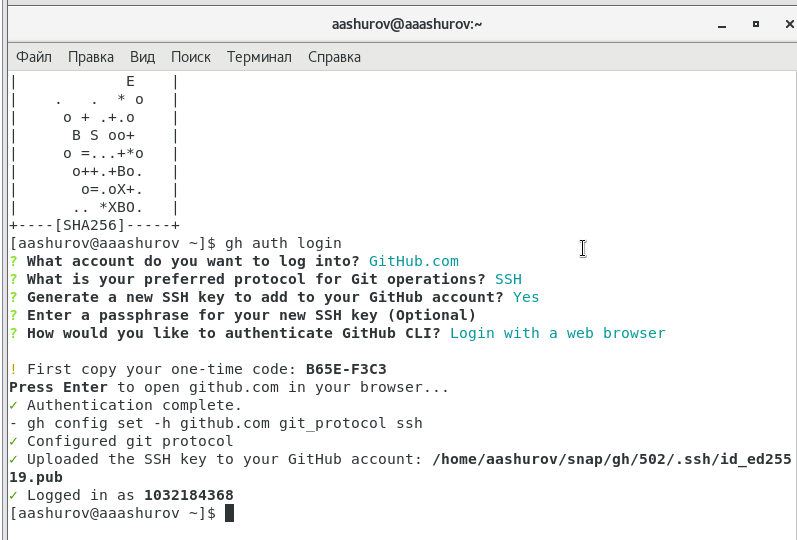 aashurov@aaashurov:~
Файл Правка Вид Поиск Терминал Справка
|             E    |
|    .   .  * o    |
|     o + .+.o     |
|      B S oo+     |
|     o =...+*o    |
|      o++.+Bo.    |
|       o=.oX+.    |
|      .. *XBO.    |
+----[SHA256]-----+
[aashurov@aaashurov ~]$ gh auth login
? What account do you want to log into? GitHub.com
? What is your preferred protocol for Git operations? SSH
? Generate a new SSH key to add to your GitHub account? Yes
? Enter a passphrase for your new SSH key (Optional)
? How would you like to authenticate GitHub CLI? Login with a web browser
! First copy your one-time code: B65E-F3C3
Press Enter to open github.com in your browser...
✓ Authentication complete.
- gh config set -h github.com git_protocol ssh
✓ Configured git protocol
✓ Uploaded the SSH key to your GitHub account: /home/aashurov/snap/gh/502/.ssh/id_ed255
19.pub
✓ Logged in as 1032184368
[aashurov@aaashurov ~]$